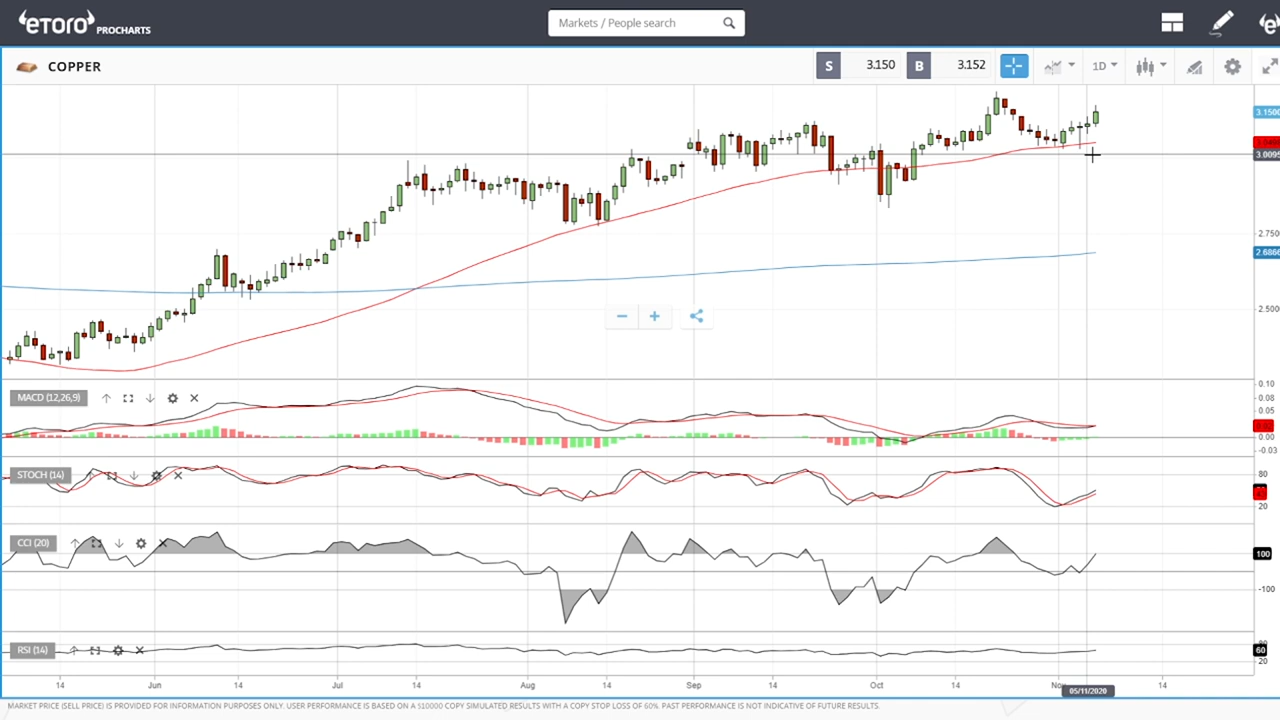 eToro PROCHARTS
Markets / People search
COPPER
S 3.150 B 3.152 1D
3.1500
3.0095
2.7500
2.6866
2.5000
MACD (12,26,9)
0.10
0.08
0.05
0.00
-0.03
STOCH (14)
80
20
CCI (20)
100
-100
RSI (14)
60
20
14 Jun 14 Jul 14 Aug 14 Sep 14 Oct 14 Nov 14
05/11/2020
MARKET PRICE (SELL PRICE) IS PROVIDED FOR INFORMATION PURPOSES ONLY. USER PERFORMANCE IS BASED ON A $10000 COPY SIMULATED RESULTS WITH A COPY STOP LOSS OF 60%. PAST PERFORMANCE IS NOT INDICATIVE OF FUTURE RESULTS.